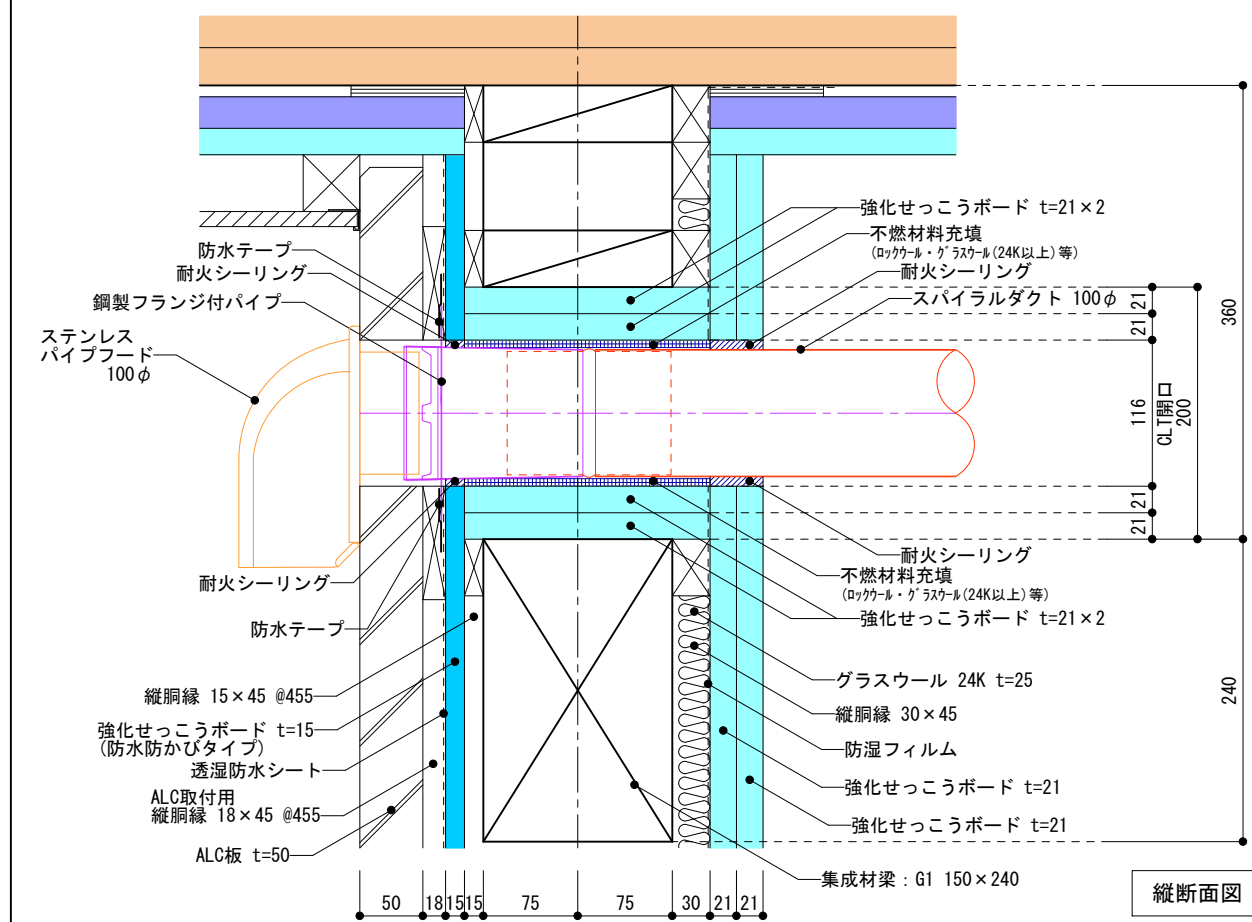 防水テープ
耐火シーリング
鋼製フランジ付パイプ
ステンレス
パイプフード
100φ
耐火シーリング
防水テープ
縦胴縁 15×45 @455
強化せっこうボード t=15
(防水防かびタイプ)
透湿防水シート
ALC取付用
縦胴縁 18×45 @455
ALC板 t=50
強化せっこうボード t=21×2
不燃材料充填
(ロックウール・グラスウール(24K以上)等)
耐火シーリング
スパイラルダクト 100φ
耐火シーリング
不燃材料充填
(ロックウール・グラスウール(24K以上)等)
強化せっこうボード t=21×2
グラスウール 24K t=25
縦胴縁 30×45
防湿フィルム
強化せっこうボード t=21
強化せっこうボード t=21
集成材梁：G1 150×240
21
21
116
21
21
CLT開口
200
360
240
50
18
15
15
75
75
30
21
21
縦断面図